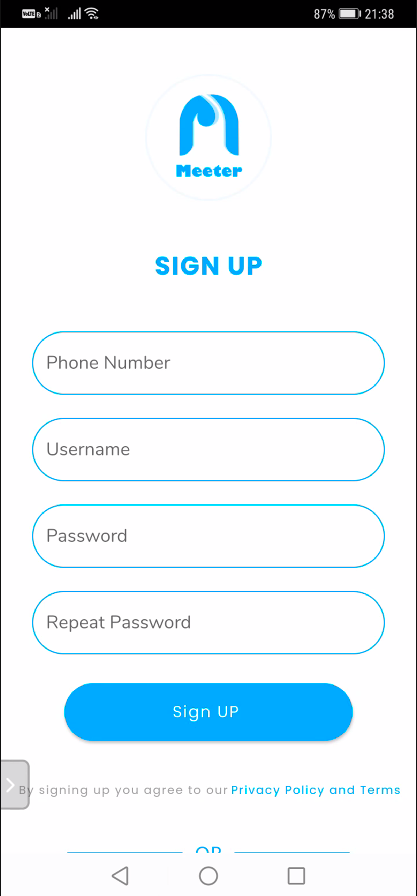 87% 21:38
Meeter
SIGN UP
Phone Number
Username
Password
Repeat Password
Sign UP
By signing up you agree to our Privacy Policy and Terms
OR